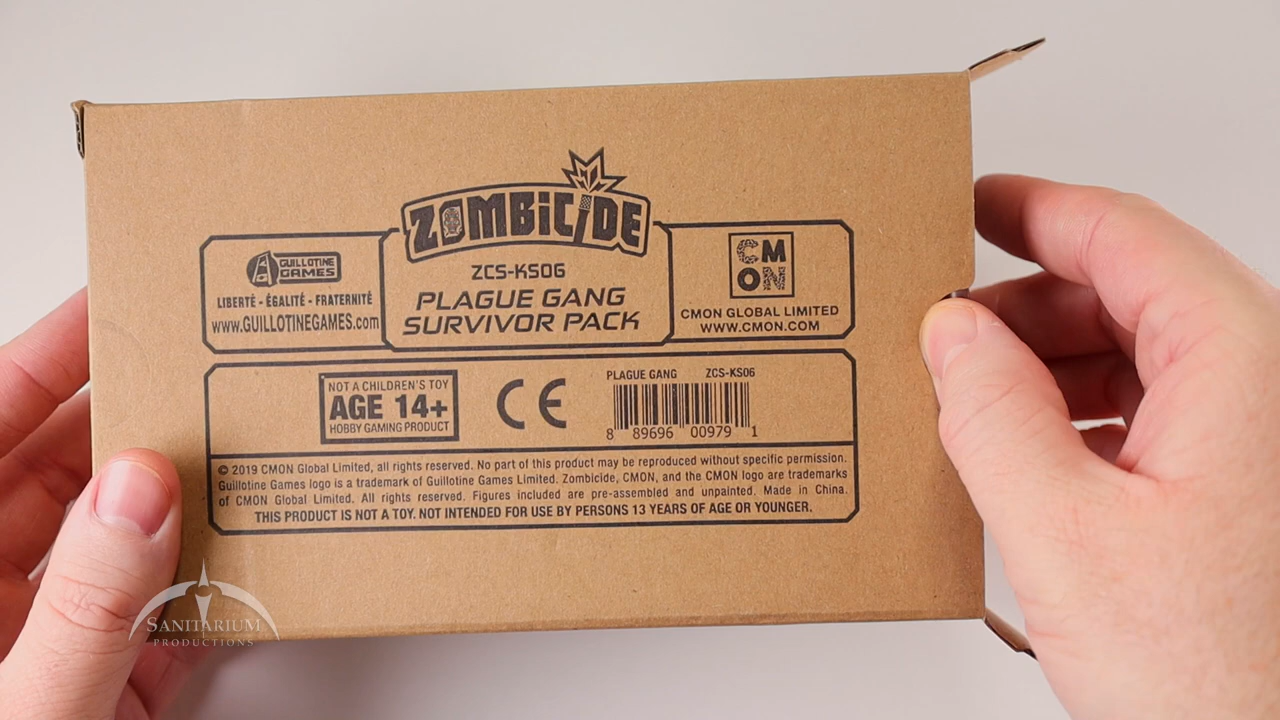 ZOMBICIDE
GUILLOTINE
GAMES
LIBERTÉ - ÉGALITÉ - FRATERNITÉ
WWW.GUILLOTINEGAMES.com
ZCS-KS06
PLAGUE GANG
SURVIVOR PACK
CM
ON
CMON GLOBAL LIMITED
WWW.CMON.COM
NOT A CHILDREN'S TOY
AGE 14+
HOBBY GAMING PRODUCT
CE
PLAGUE GANG ZCS-KS06
8 89696 00979 1
© 2019 CMON Global Limited, all rights reserved. No part of this product may be reproduced without specific permission.
Guillotine Games logo is a trademark of Guillotine Games Limited. Zombicide, CMON, and the CMON logo are trademarks
of CMON Global Limited. All rights reserved. Figures included are pre-assembled and unpainted. Made in China.
THIS PRODUCT IS NOT A TOY. NOT INTENDED FOR USE BY PERSONS 13 YEARS OF AGE OR YOUNGER.
SANITARIUM
PRODUCTIONS